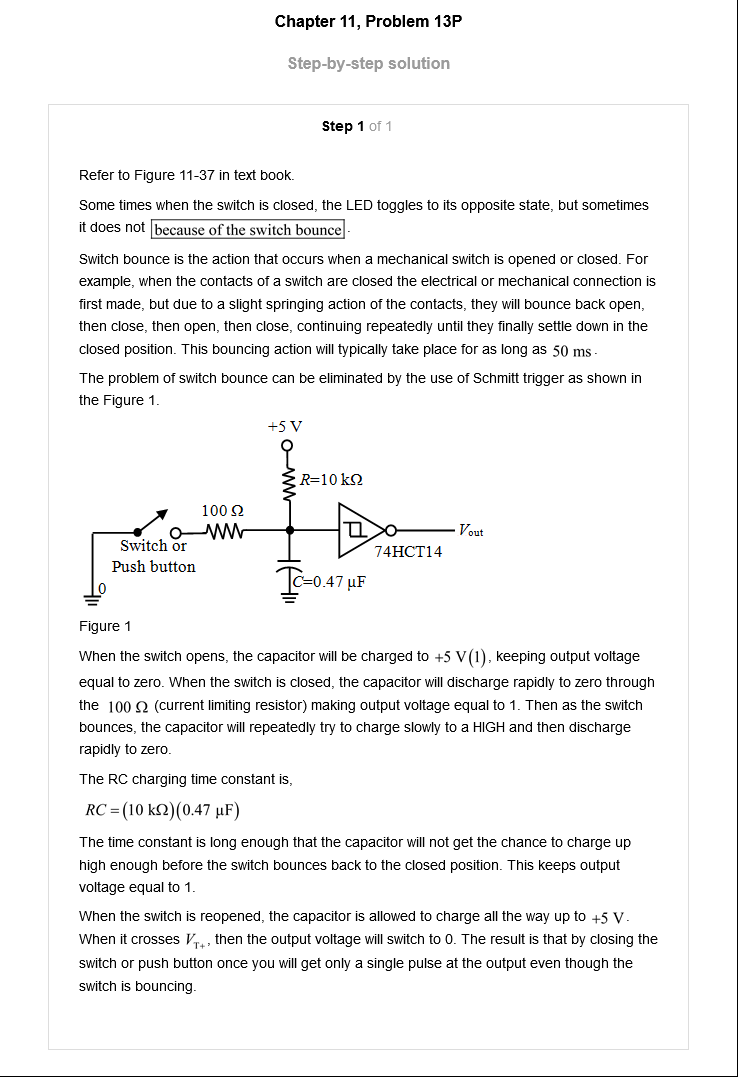 Chapter 11, Problem 13P
Step-by-step solution
Step 1 of 1
Refer to Figure 11-37 in text book.
Some times when the switch is closed, the LED toggles to its opposite state, but sometimes
it does not because of the switch bounce.
Switch bounce is the action that occurs when a mechanical switch is opened or closed. For
example, when the contacts of a switch are closed the electrical or mechanical connection is
first made, but due to a slight springing action of the contacts, they will bounce back open,
then close, then open, then close, continuing repeatedly until they finally settle down in the
closed position. This bouncing action will typically take place for as long as 50 ms.
The problem of switch bounce can be eliminated by the use of Schmitt trigger as shown in
the Figure 1.
+5 V
R=10 kΩ
100 Ω
Vout
Switch or
74HCT14
Push button
C=0.47 μF
0
Figure 1
When the switch opens, the capacitor will be charged to +5 V(1), keeping output voltage
equal to zero. When the switch is closed, the capacitor will discharge rapidly to zero through
the 100 Ω (current limiting resistor) making output voltage equal to 1. Then as the switch
bounces, the capacitor will repeatedly try to charge slowly to a HIGH and then discharge
rapidly to zero.
The RC charging time constant is,
RC = (10 kΩ)(0.47 μF)
The time constant is long enough that the capacitor will not get the chance to charge up
high enough before the switch bounces back to the closed position. This keeps output
voltage equal to 1.
When the switch is reopened, the capacitor is allowed to charge all the way up to +5 V.
When it crosses VT+, then the output voltage will switch to 0. The result is that by closing the
switch or push button once you will get only a single pulse at the output even though the
switch is bouncing.